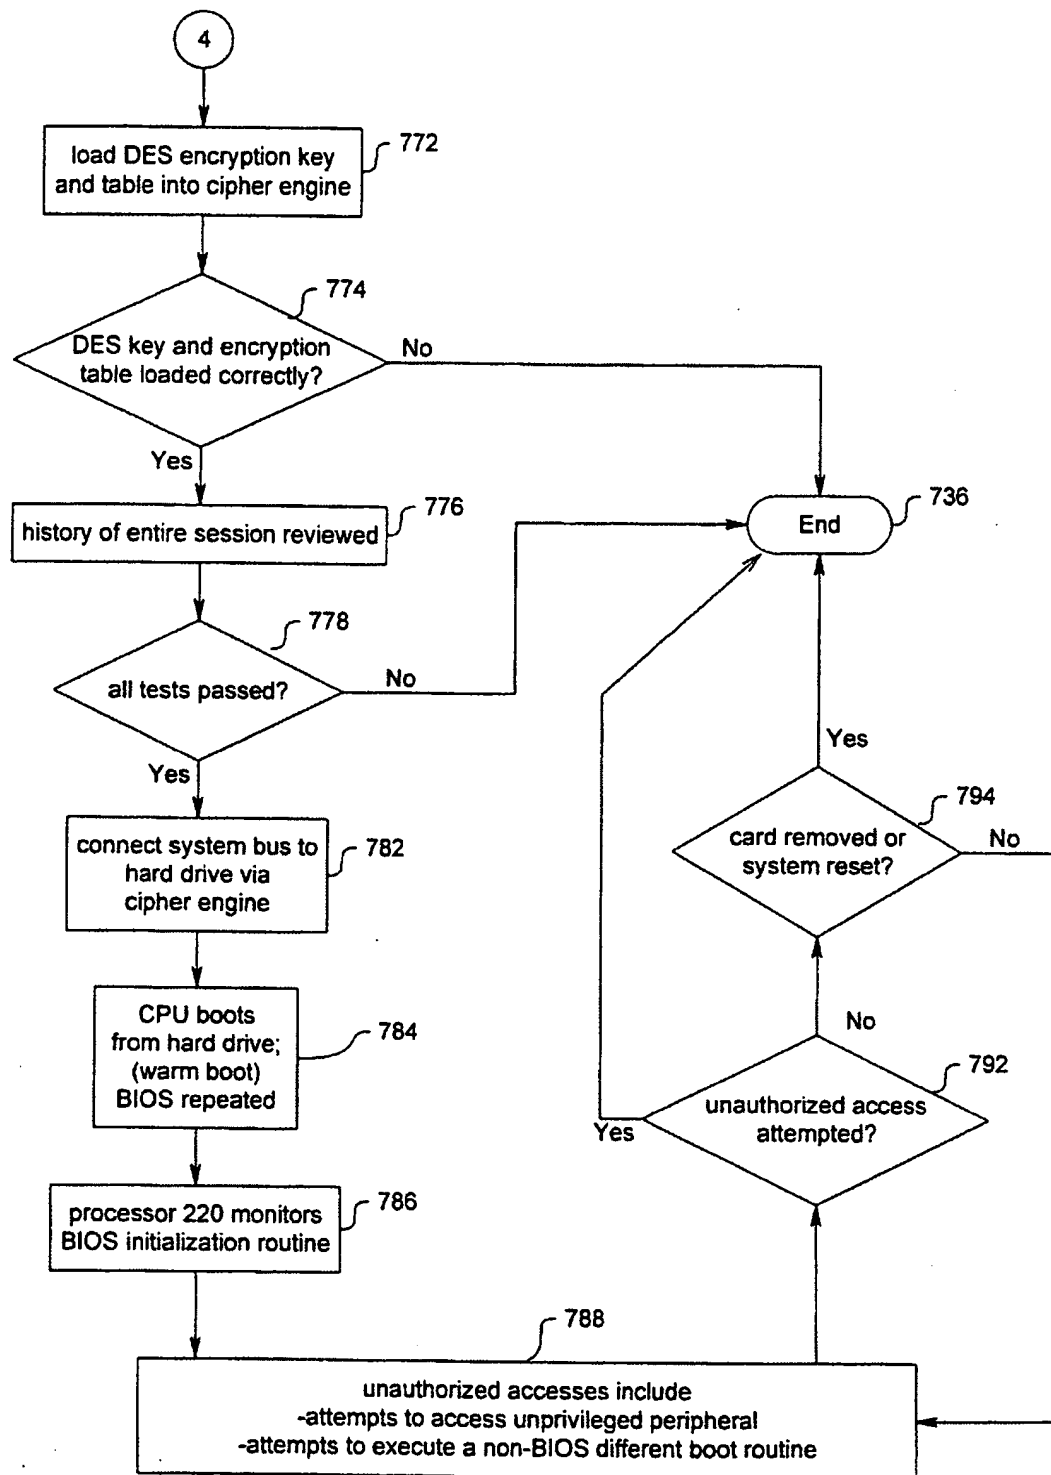 4
load DES encryption key
and table into cipher engine
772
774
DES key and encryption
table loaded correctly?
No
Yes
history of entire session reviewed
776
End
736
778
all tests passed?
No
Yes
connect system bus to
hard drive via
cipher engine
782
CPU boots
from hard drive;
(warm boot)
BIOS repeated
784
processor 220 monitors
BIOS initialization routine
786
788
unauthorized accesses include
-attempts to access unprivileged peripheral
-attempts to execute a non-BIOS different boot routine
792
unauthorized access
attempted?
Yes
No
794
card removed or
system reset?
Yes
No